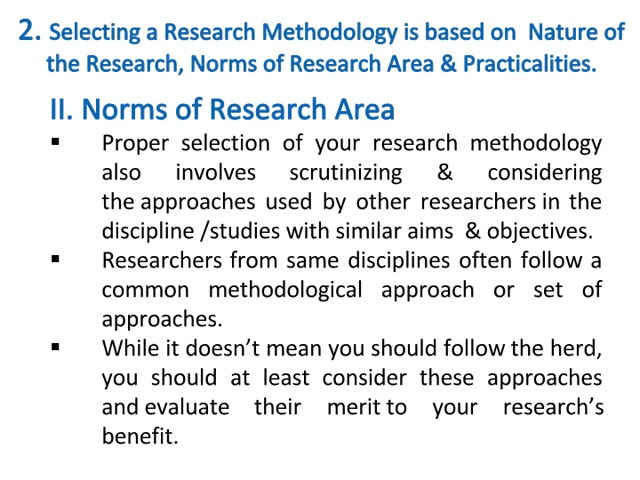 2. Selecting a Research Methodology is based on Nature of
the Research, Norms of Research Area & Practicalities.
II. Norms of Research Area
▪ Proper selection of your research methodology
also involves scrutinizing & considering
the approaches used by other researchers in the
discipline /studies with similar aims & objectives.
▪ Researchers from same disciplines often follow a
common methodological approach or set of
approaches.
▪ While it doesn’t mean you should follow the herd,
you should at least consider these approaches
and evaluate their merit to your research’s
benefit.